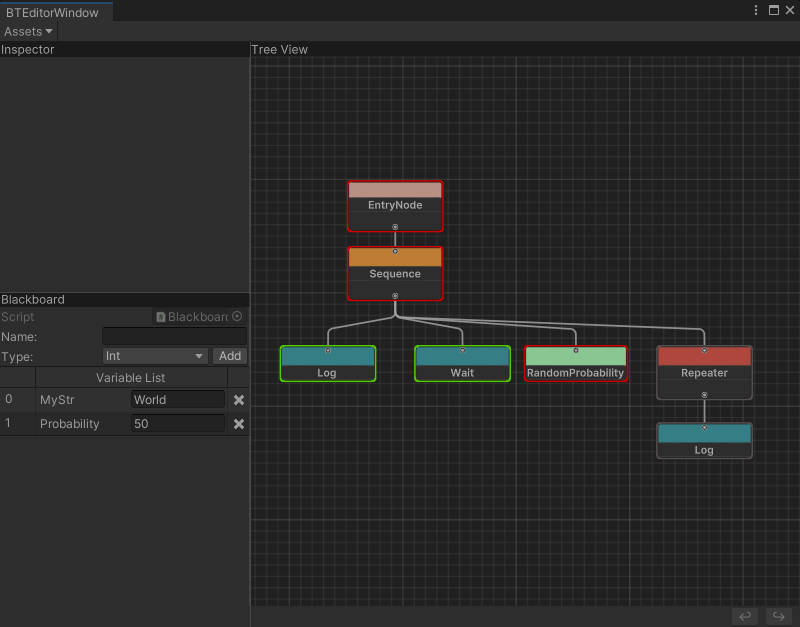 BTEditorWindow
Assets
Inspector
Tree View
EntryNode
Sequence
Log
Wait
RandomProbability
Repeater
Log
Blackboard
Script
Blackboard
Name:
Type:
Int
Add
Variable List
0 MyStr World
1 Probability 50